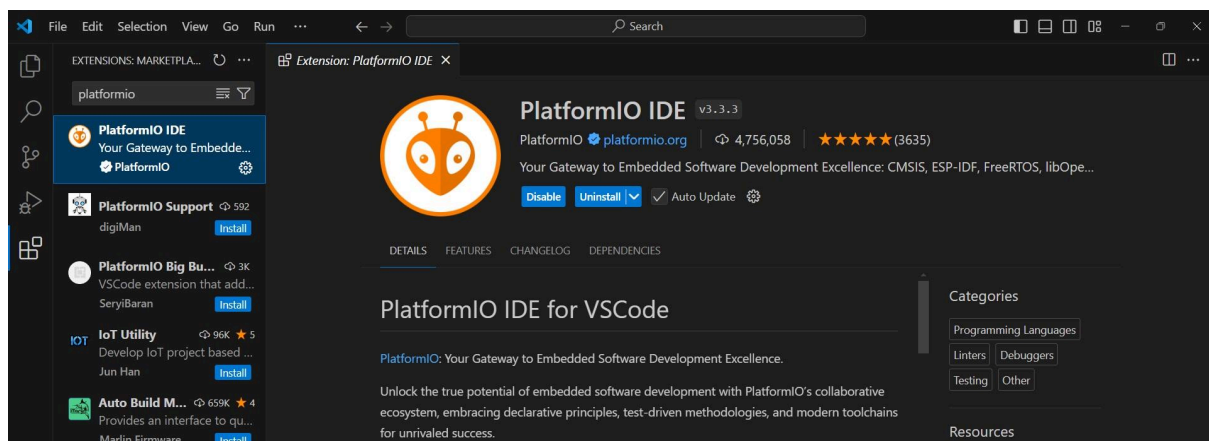 File Edit Selection View Go Run ··· Search
EXTENSIONS: MARKETPLA... ···
platformio
PlatformIO IDE
Your Gateway to Embedde...
PlatformIO
PlatformIO Support 592
digiMan Install
PlatformIO Big Bu... 3K
VSCode extension that add...
SeryiBaran Install
IOT
IoT Utility 96K ★ 5
Develop IoT project based ...
Jun Han Install
Auto Build M... 659K ★ 4
Provides an interface to qu...
Marlin Firmware Install
Extension: PlatformIO IDE
PlatformIO IDE v3.3.3
PlatformIO platformio.org 4,756,058 ★★★★★(3635)
Your Gateway to Embedded Software Development Excellence: CMSIS, ESP-IDF, FreeRTOS, libOpe...
Disable Uninstall Auto Update
DETAILS FEATURES CHANGELOG DEPENDENCIES
PlatformIO IDE for VSCode
PlatformIO: Your Gateway to Embedded Software Development Excellence.
Unlock the true potential of embedded software development with PlatformIO's collaborative
ecosystem, embracing declarative principles, test-driven methodologies, and modern toolchains
for unrivaled success.
Categories
Programming Languages
Linters Debuggers
Testing Other
Resources